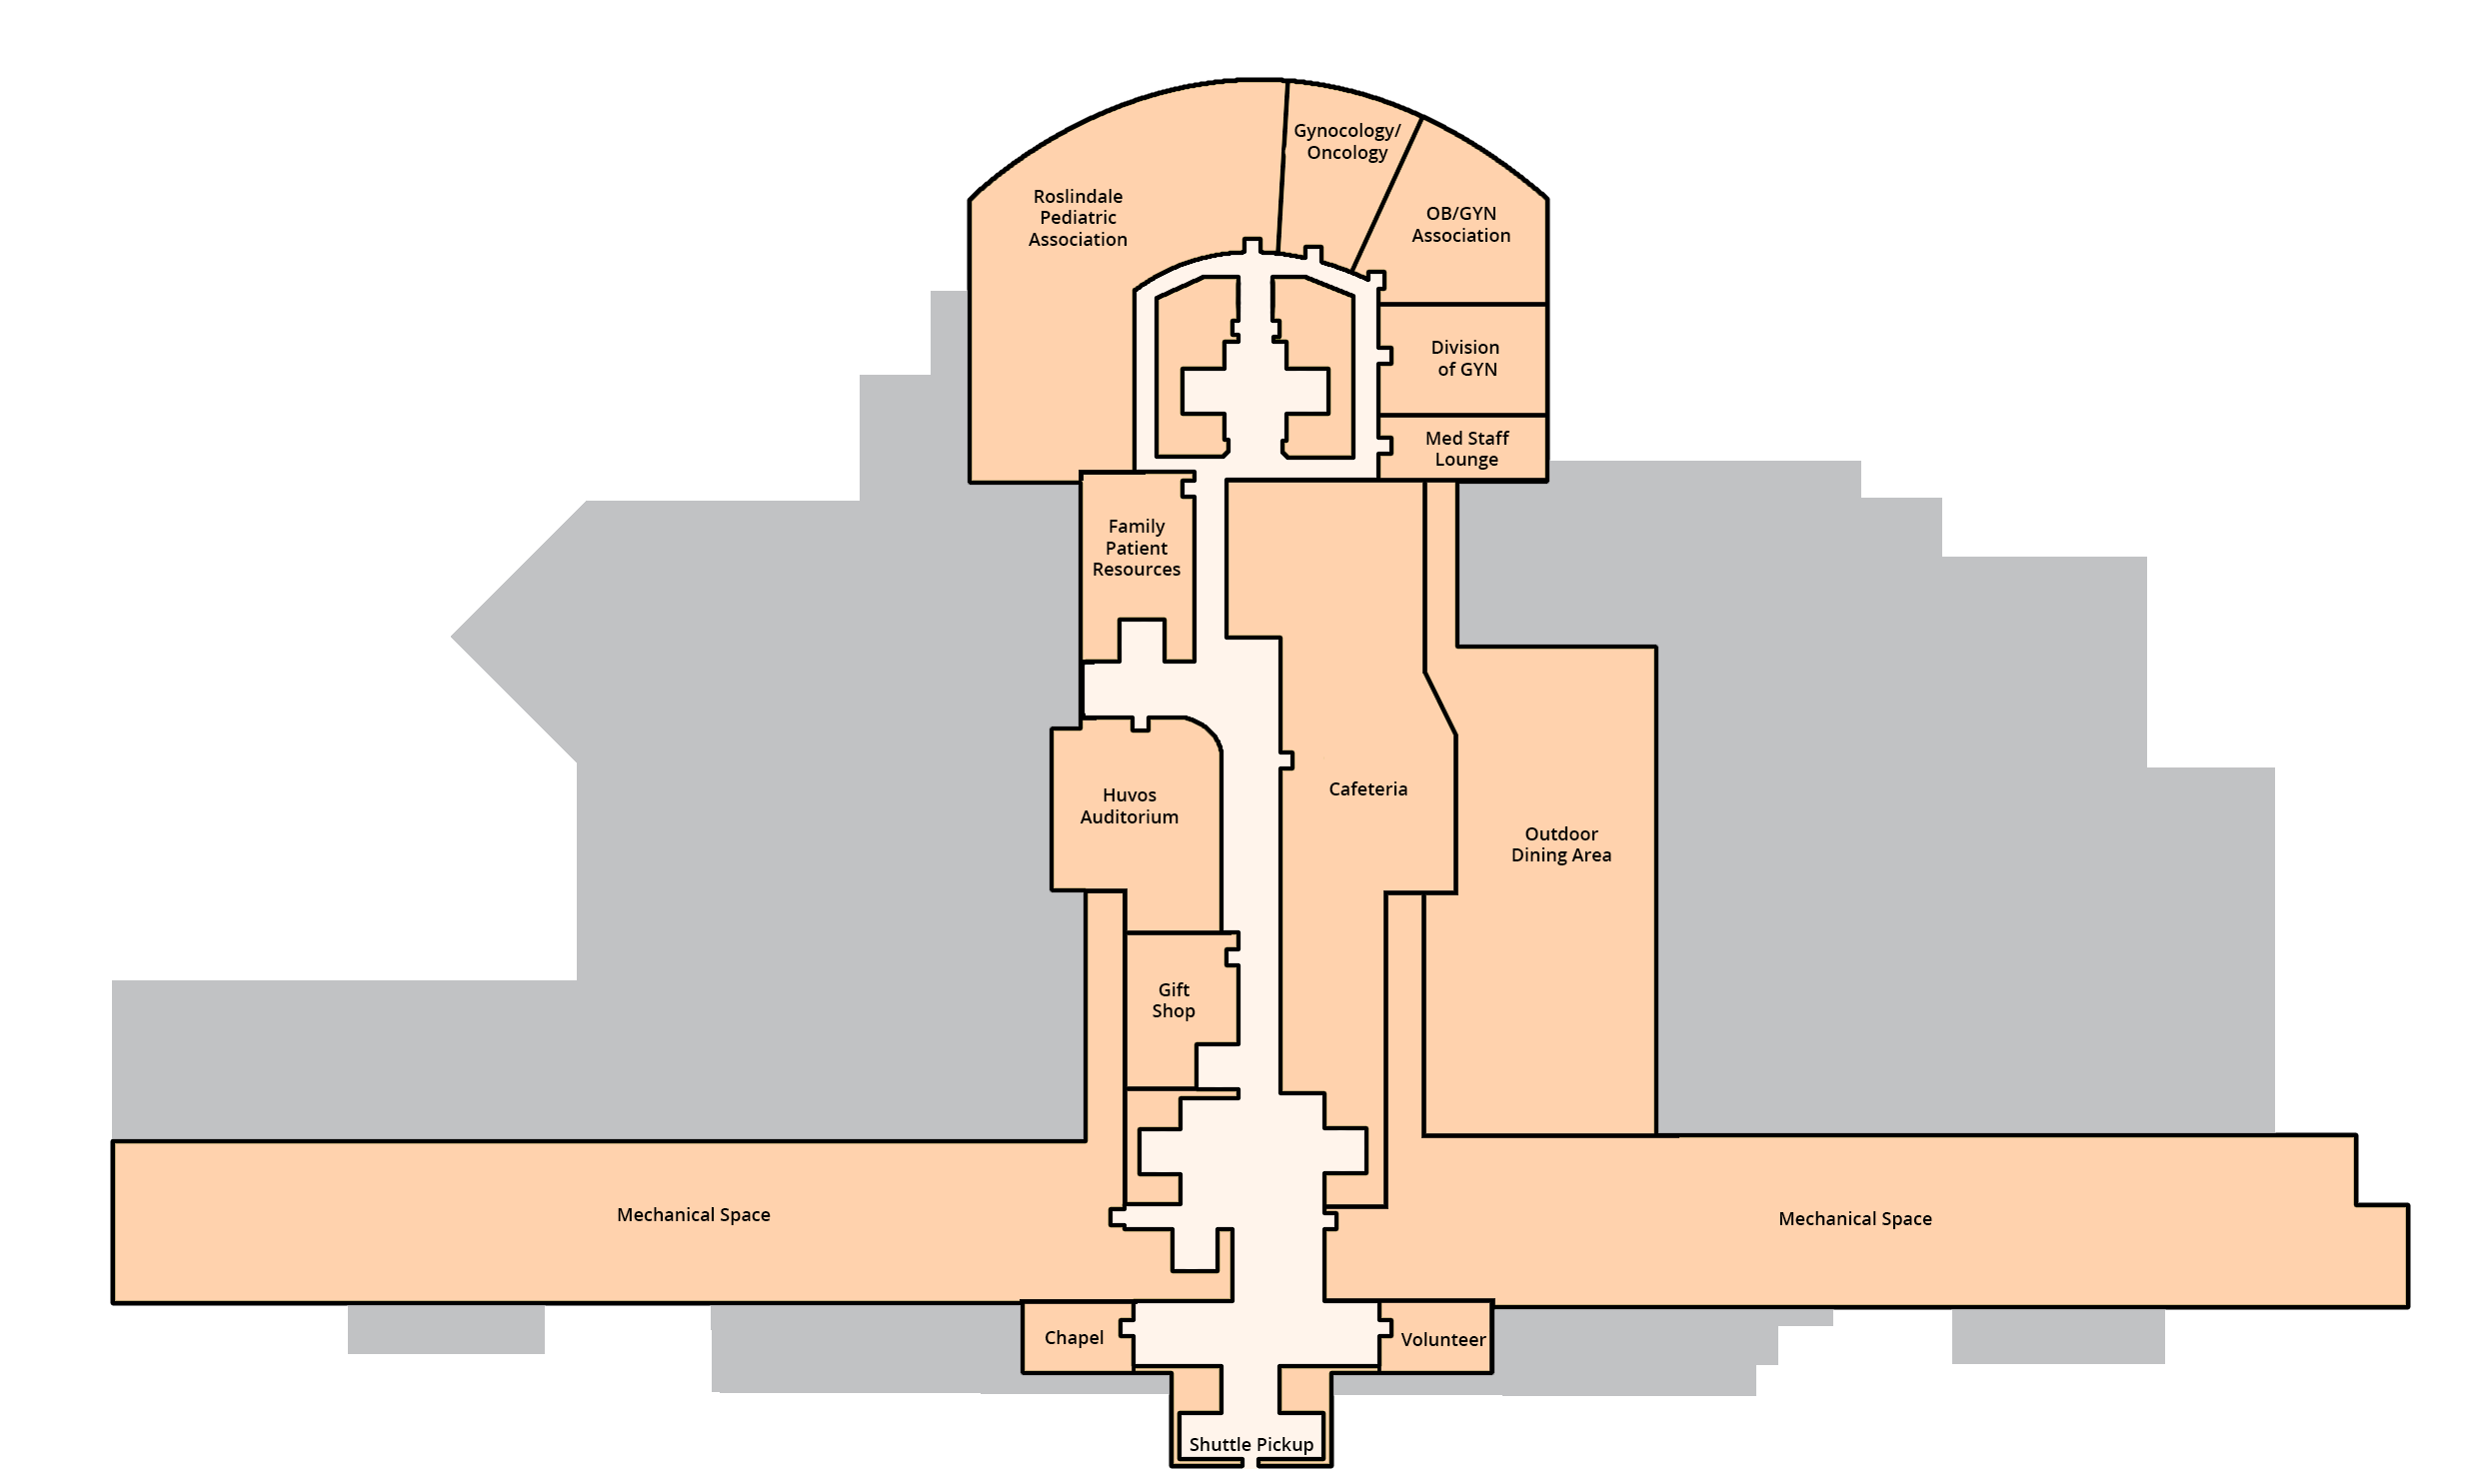 Gynocology/
Oncology
Roslindale
Pediatric
Association
OB/GYN
Association
Division
of GYN
Med Staff
Lounge
Family
Patient
Resources
Huvos
Auditorium
Cafeteria
Outdoor
Dining Area
Gift
Shop
Mechanical Space
Mechanical Space
Chapel
Volunteer
Shuttle Pickup